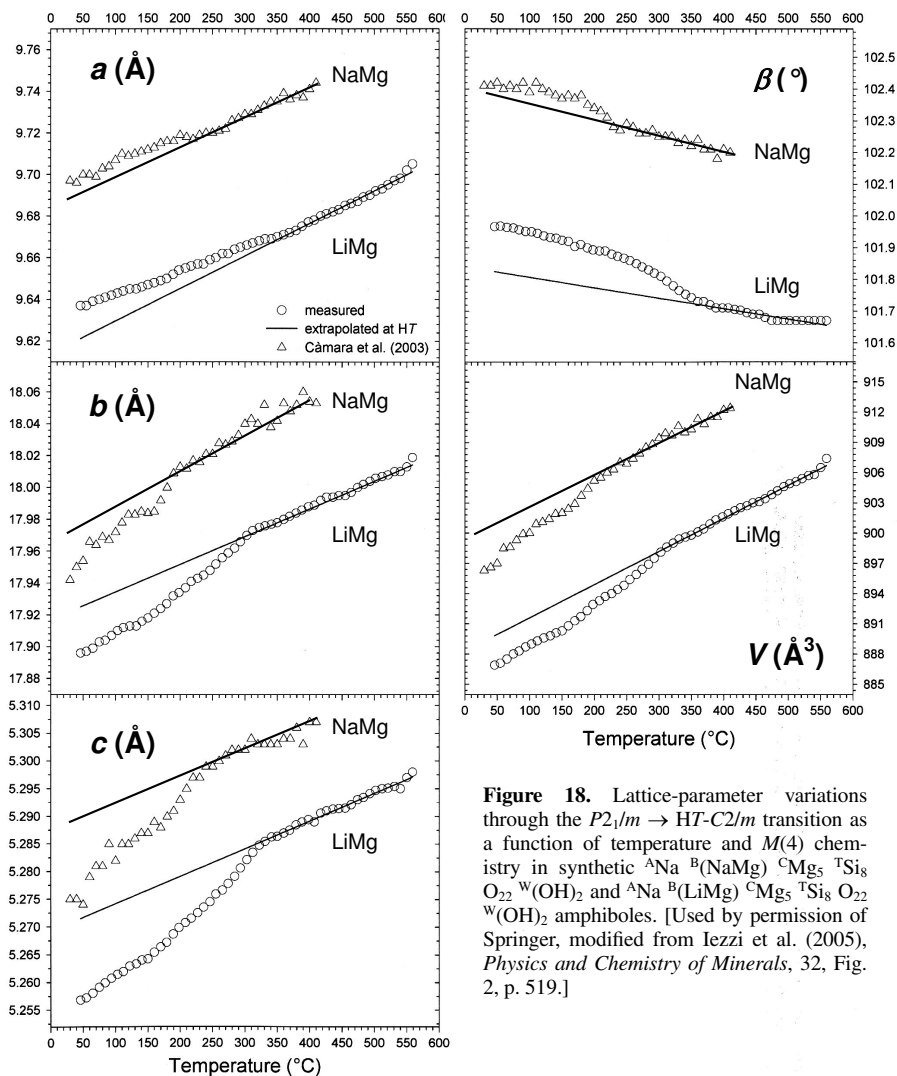 0 50 100 150 200 250 300 350 400 450 500 550 600
a (Å)
9.76
9.74
9.72
9.70
9.68
9.66
9.64
9.62
NaMg
LiMg
measured
extrapolated at HT
Càmara et al. (2003)
b (Å)
18.06
18.04
18.02
18.00
17.98
17.96
17.94
17.92
17.90
17.88
NaMg
LiMg
c (Å)
5.310
5.305
5.300
5.295
5.290
5.285
5.280
5.275
5.270
5.265
5.260
5.255
NaMg
LiMg
0 50 100 150 200 250 300 350 400 450 500 550 600
Temperature (°C)
0 50 100 150 200 250 300 350 400 450 500 550 600
β (°)
102.5
102.4
102.3
102.2
102.1
102.0
101.9
101.8
101.7
101.6
NaMg
LiMg
NaMg
915
912
909
906
903
900
897
894
891
888
885
LiMg
V (Å³)
0 50 100 150 200 250 300 350 400 450 500 550 600
Temperature (°C)
Figure 18. Lattice-parameter variations
through the P2₁/m → HT-C2/m transition as
a function of temperature and M(4) chem-
istry in synthetic ᴬNa ᴮ(NaMg) ᶜMg₅ ᵀSi₈
O₂₂ ᵂ(OH)₂ and ᴬNa ᴮ(LiMg) ᶜMg₅ ᵀSi₈ O₂₂
ᵂ(OH)₂ amphiboles. [Used by permission of
Springer, modified from Iezzi et al. (2005),
Physics and Chemistry of Minerals, 32, Fig.
2, p. 519.]